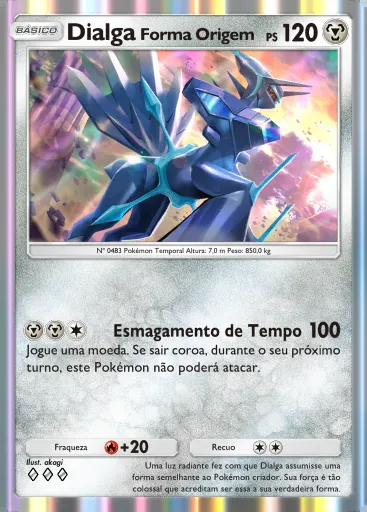 BÁSICO Dialga Forma Origem PS 120
Nº 0483 Pokémon Temporal Altura: 7,0 m Peso: 850,0 kg
Esmagamento de Tempo 100
Jogue uma moeda. Se sair coroa, durante o seu próximo
turno, este Pokémon não poderá atacar.
Fraqueza +20 Recuo
Ilust. akagi
Uma luz radiante fez com que Dialga assumisse uma
forma semelhante ao Pokémon criador. Sua força é tão
colossal que acreditam ser essa a sua verdadeira forma.